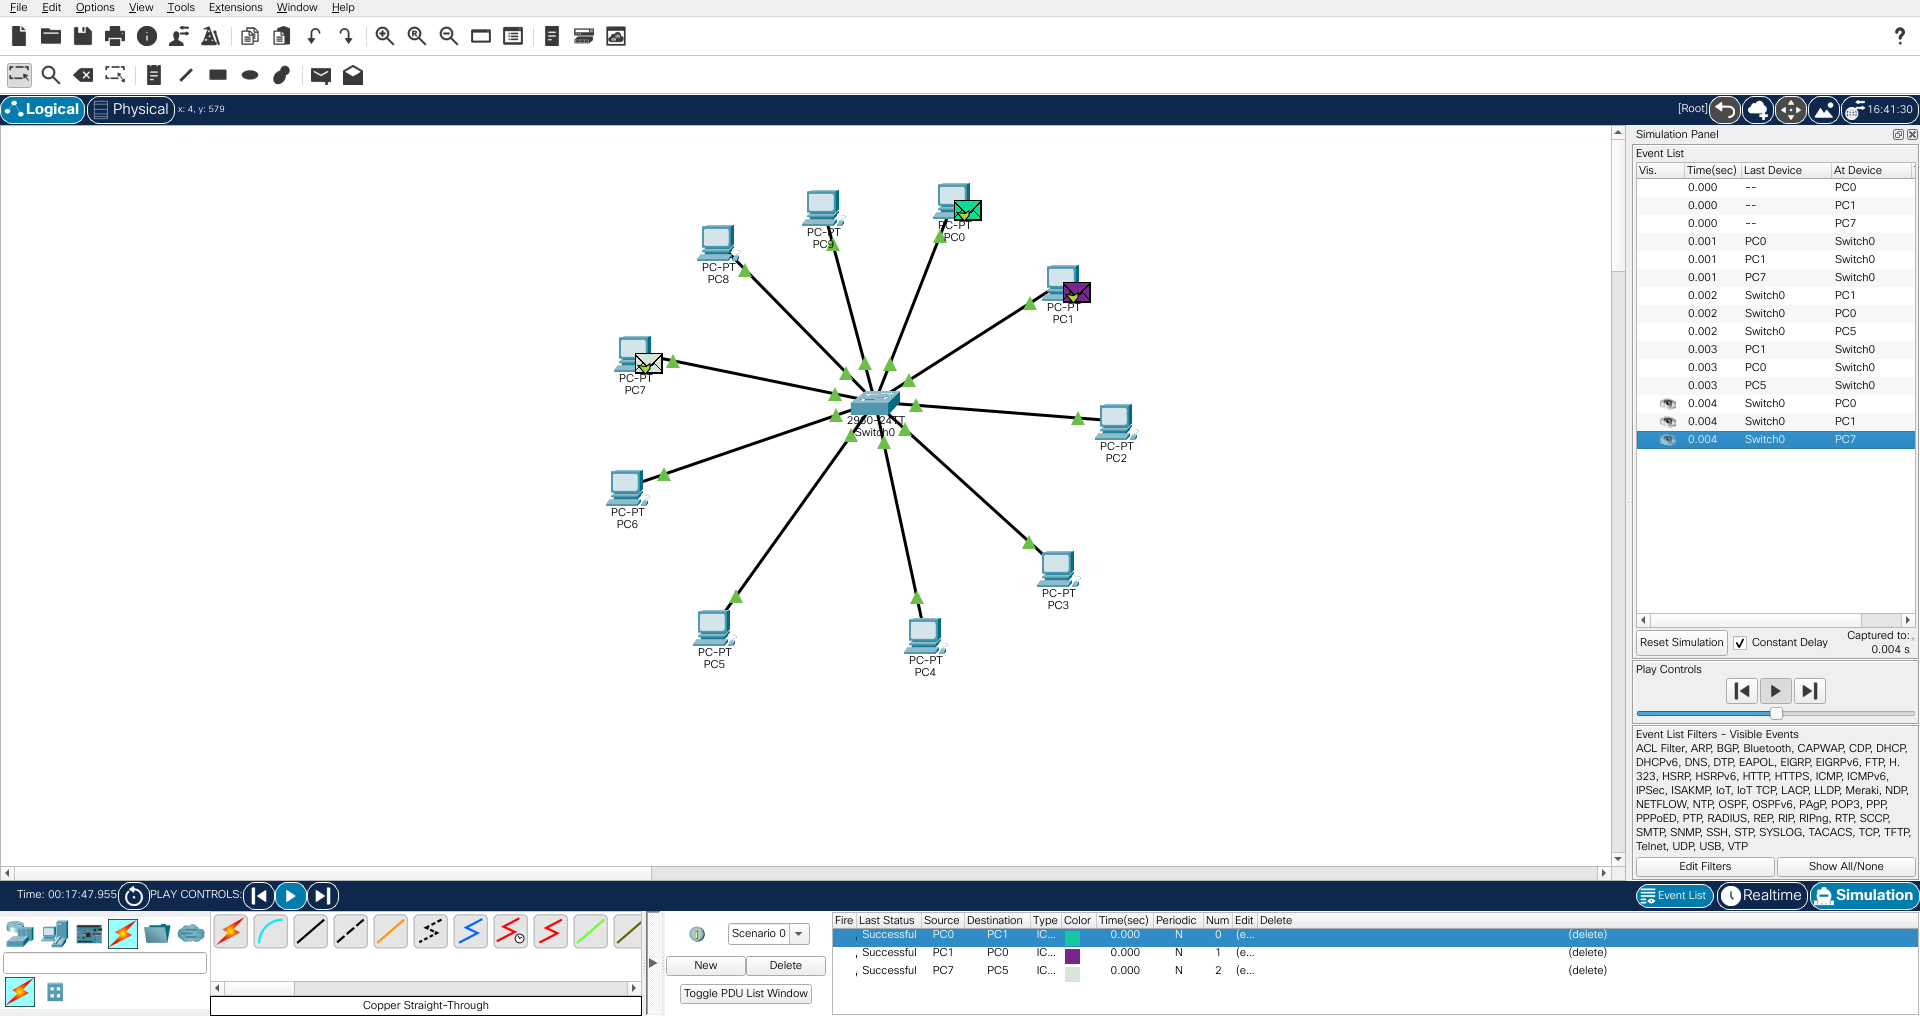 File Edit Options View Tools Extensions Window Help
?
Logical Physical x: 4, y: 579 [Root] 16:41:30
Simulation Panel
Event List
Vis. Time(sec) Last Device At Device
0.000 -- PC0
0.000 -- PC1
0.000 -- PC7
0.001 PC0 Switch0
0.001 PC1 Switch0
0.001 PC7 Switch0
0.002 Switch0 PC1
0.002 Switch0 PC0
0.002 Switch0 PC5
0.003 PC1 Switch0
0.003 PC0 Switch0
0.003 PC5 Switch0
0.004 Switch0 PC0
0.004 Switch0 PC1
0.004 Switch0 PC7
Reset Simulation Constant Delay Captured to:
0.004 s
Play Controls
Event List Filters - Visible Events
ACL Filter, ARP, BGP, Bluetooth, CAPWAP, CDP, DHCP,
DHCPv6, DNS, DTP, EAPOL, EIGRP, EIGRPv6, FTP, H.
323, HSRP, HSRPv6, HTTP, HTTPS, ICMP, ICMPv6,
IPSec, ISAKMP, IoT, IoT TCP, LACP, LLDP, Meraki, NDP,
NETFLOW, NTP, OSPF, OSPFv6, PAgP, POP3, PPP,
PPPoED, PTP, RADIUS, REP, RIP, RIPng, RTP, SCCP,
SMTP, SNMP, SSH, STP, SYSLOG, TACACS, TCP, TFTP,
Telnet, UDP, USB, VTP
Edit Filters Show All/None
PC-PT
PC9
PC-PT
PC0
PC-PT
PC8
PC-PT
PC1
PC-PT
PC7
2960-24TT
Switch0
PC-PT
PC2
PC-PT
PC6
PC-PT
PC3
PC-PT
PC5
PC-PT
PC4
Time: 00:17:47.955 PLAY CONTROLS: Event List Realtime Simulation
Scenario 0
New Delete
Toggle PDU List Window
Copper Straight-Through
Fire Last Status Source Destination Type Color Time(sec) Periodic Num Edit Delete
Successful PC0 PC1 IC... 0.000 N 0 (e... (delete)
Successful PC1 PC0 IC... 0.000 N 1 (e... (delete)
Successful PC7 PC5 IC... 0.000 N 2 (e... (delete)